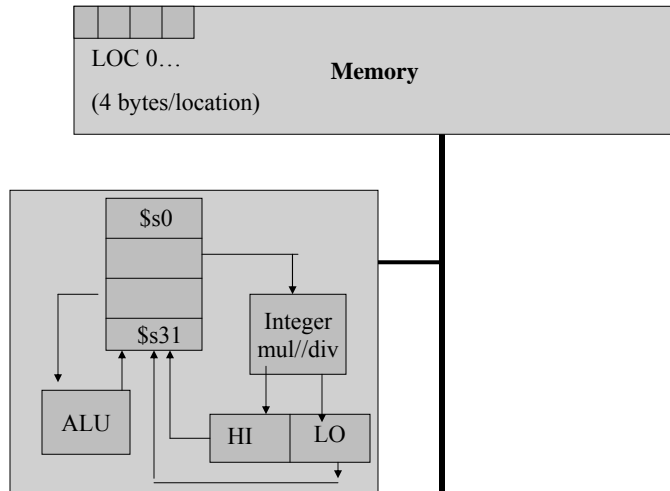 LOC 0…
Memory
(4 bytes/location)
$s0
$s31
Integer
mul//div
ALU
HI
LO